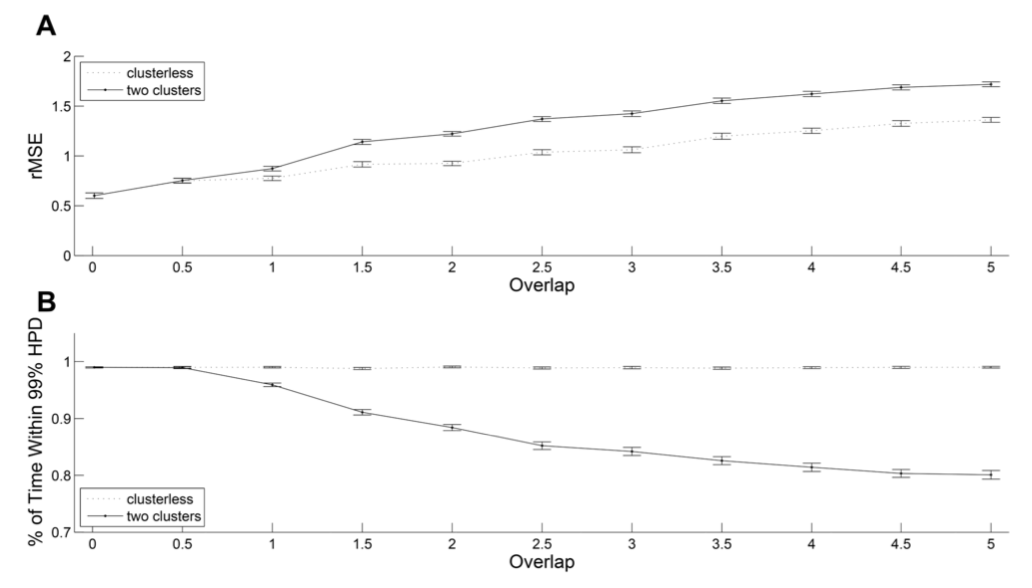 A
2
1.5
1
0.5
0
rMSE
clusterless
two clusters
0 0.5 1 1.5 2 2.5 3 3.5 4 4.5 5
Overlap
B
1
0.9
0.8
0.7
% of Time Within 99% HPD
clusterless
two clusters
0 0.5 1 1.5 2 2.5 3 3.5 4 4.5 5
Overlap